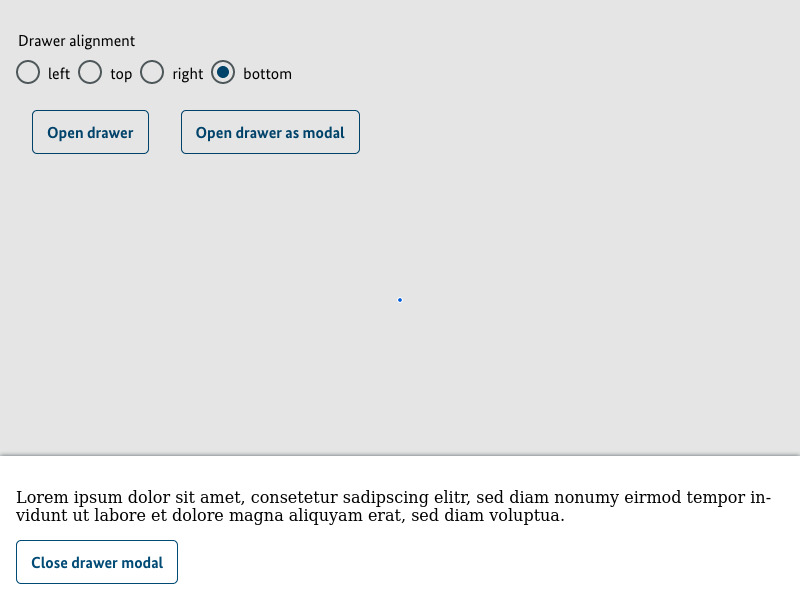 Drawer alignment
left top right bottom
Open drawer Open drawer as modal
Lorem ipsum dolor sit amet, consetetur sadipscing elitr, sed diam nonumy eirmod tempor in-
vidunt ut labore et dolore magna aliquyam erat, sed diam voluptua.
Close drawer modal